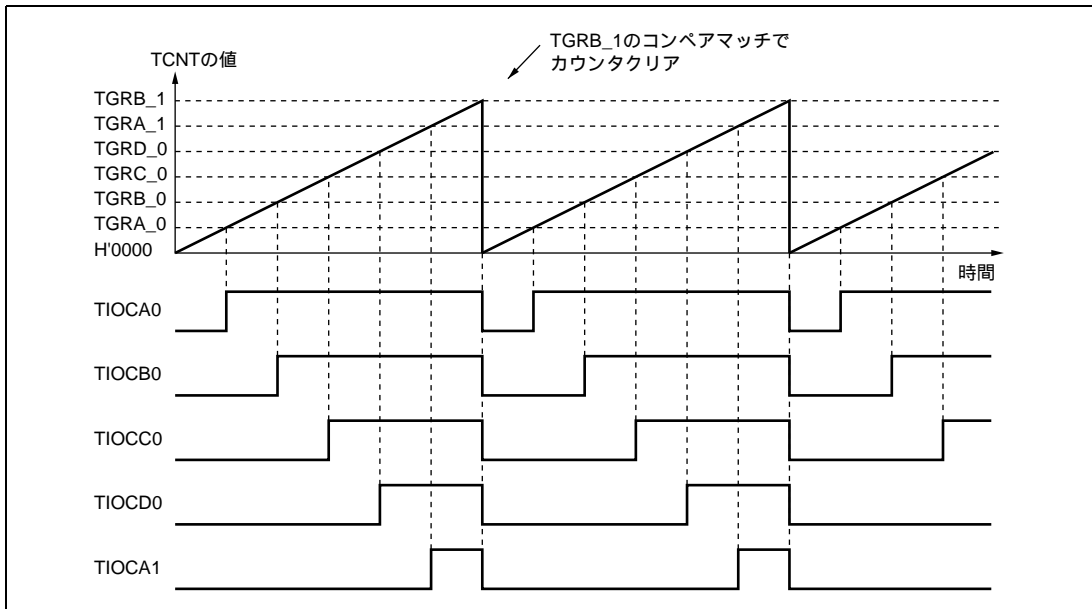 TGRB_1のコンペアマッチで
カウンタクリア
TCNTの値
TGRB_1
TGRA_1
TGRD_0
TGRC_0
TGRB_0
TGRA_0
H'0000
時間
TIOCA0
TIOCB0
TIOCC0
TIOCD0
TIOCA1